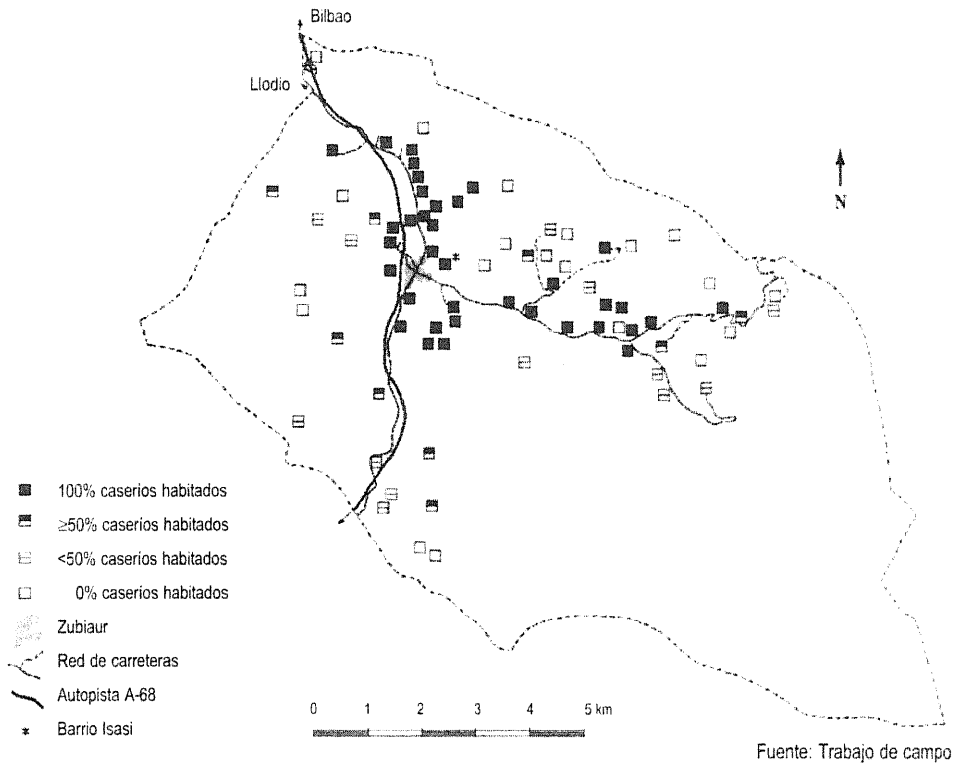 Bilbao
Llodio
N
100% caserios habitados
≥50% caserios habitados
<50% caserios habitados
0% caserios habitados
Zubiaur
Red de carreteras
Autopista A-68
Barrio Isasi
0 1 2 3 4 5 km
Fuente: Trabajo de campo